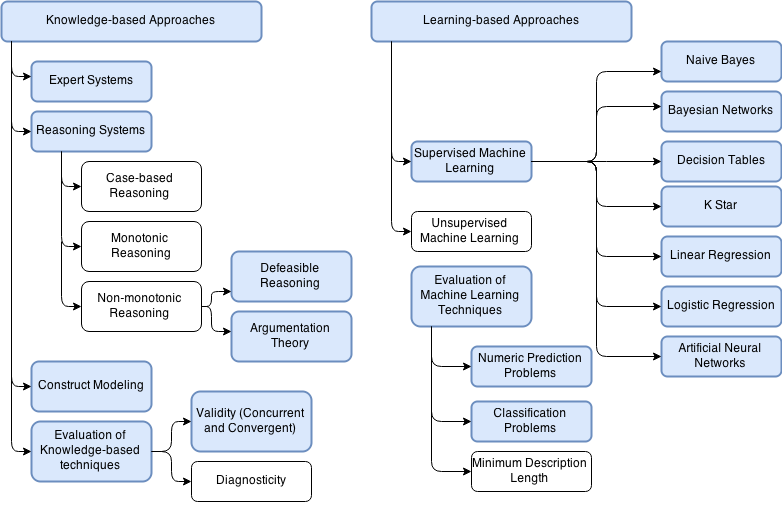 Knowledge-based Approaches
Expert Systems
Reasoning Systems
Case-based
Reasoning
Monotonic
Reasoning
Non-monotonic
Reasoning
Defeasible
Reasoning
Argumentation
Theory
Construct Modeling
Evaluation of
Knowledge-based
techniques
Validity (Concurrent
and Convergent)
Diagnosticity
Learning-based Approaches
Supervised Machine
Learning
Naive Bayes
Bayesian Networks
Decision Tables
K Star
Linear Regression
Logistic Regression
Artificial Neural
Networks
Unsupervised
Machine Learning
Evaluation of
Machine Learning
Techniques
Numeric Prediction
Problems
Classification
Problems
Minimum Description
Length